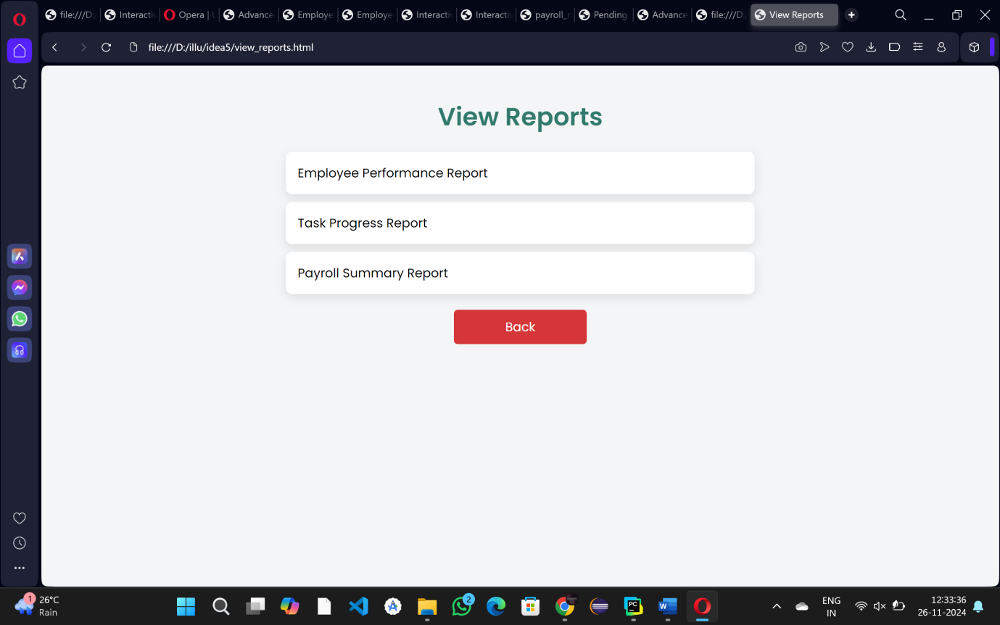 file:///D:/
Interactiv
Opera |
Advance
Employe
Employe
Interactiv
Interactiv
payroll_r
Pending
Advance
file:///D:/
View Reports
file:///D:/illu/idea5/view_reports.html
View Reports
Employee Performance Report
Task Progress Report
Payroll Summary Report
Back
1
26°C
Rain
2
PC
W
ENG
IN
12:33:36
26-11-2024